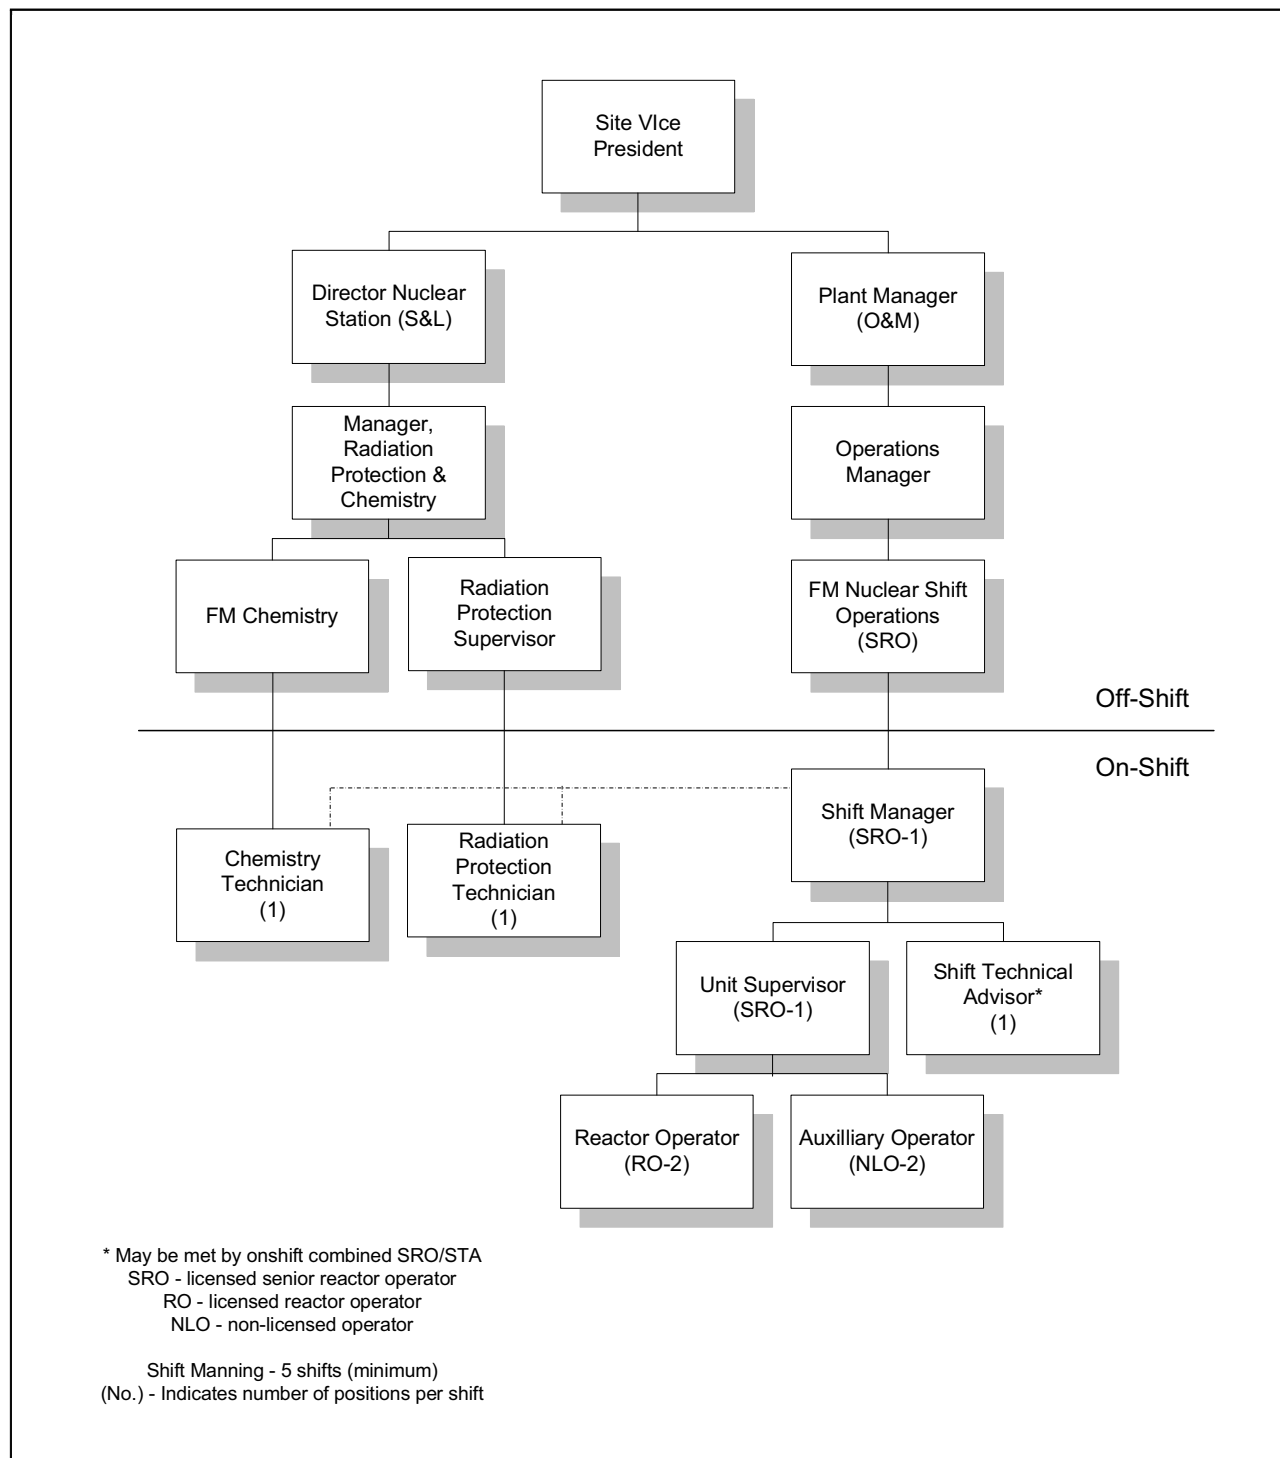 Site VIce
President
Director Nuclear
Station (S&L)
Plant Manager
(O&M)
Manager,
Radiation
Protection &
Chemistry
Operations
Manager
FM Chemistry
Radiation
Protection
Supervisor
FM Nuclear Shift
Operations
(SRO)
Off-Shift
On-Shift
Chemistry
Technician
(1)
Radiation
Protection
Technician
(1)
Shift Manager
(SRO-1)
Unit Supervisor
(SRO-1)
Shift Technical
Advisor*
(1)
Reactor Operator
(RO-2)
Auxilliary Operator
(NLO-2)
* May be met by onshift combined SRO/STA
SRO - licensed senior reactor operator
RO - licensed reactor operator
NLO - non-licensed operator
Shift Manning - 5 shifts (minimum)
(No.) - Indicates number of positions per shift